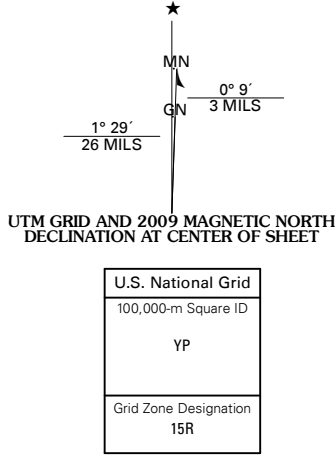 ★
MN
GN
0° 9´
3 MILS
1° 29´
26 MILS
UTM GRID AND 2009 MAGNETIC NORTH
DECLINATION AT CENTER OF SHEET
U.S. National Grid
100,000-m Square ID
YP
Grid Zone Designation
15R